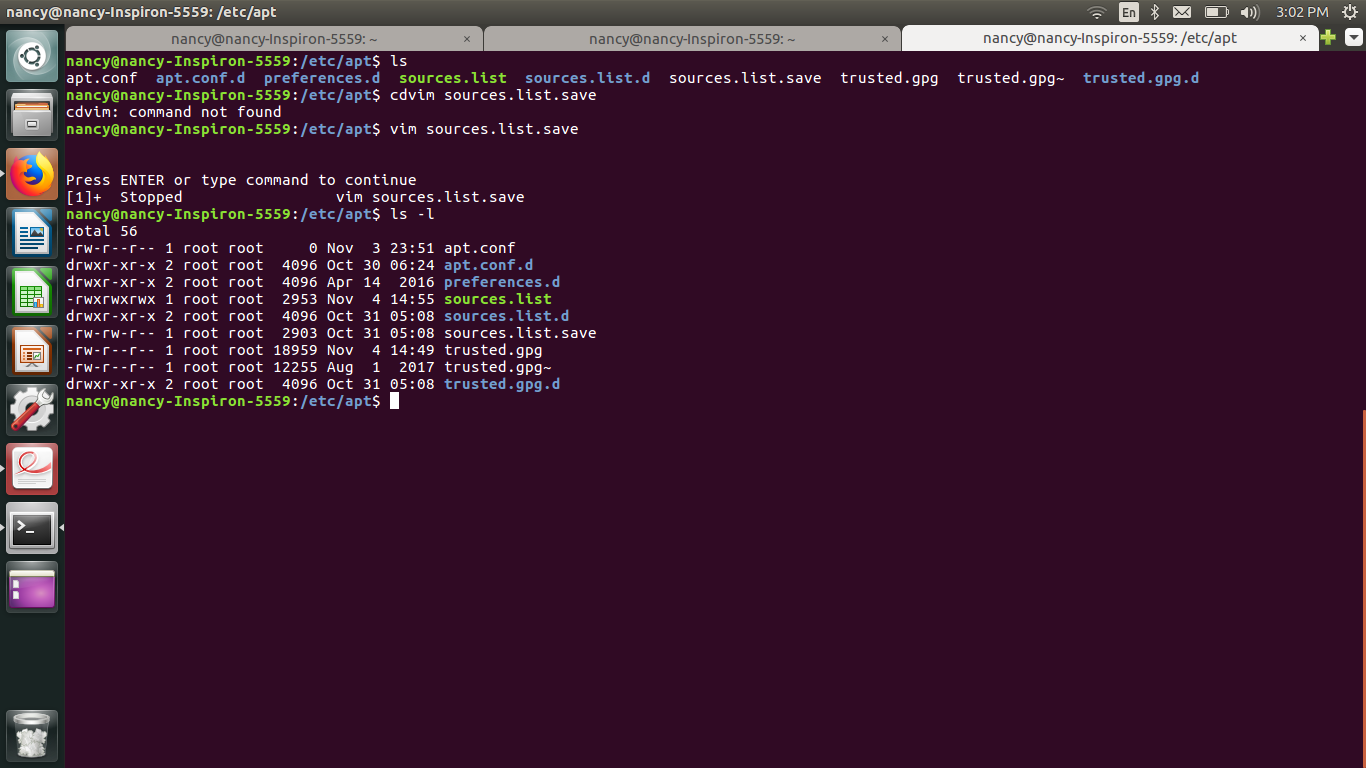 nancy@nancy-Inspiron-5559: /etc/apt
En
3:02 PM
nancy@nancy-Inspiron-5559: ~ ×
nancy@nancy-Inspiron-5559: ~ ×
nancy@nancy-Inspiron-5559: /etc/apt ×
nancy@nancy-Inspiron-5559:/etc/apt$ ls
apt.conf  apt.conf.d  preferences.d  sources.list  sources.list.d  sources.list.save  trusted.gpg  trusted.gpg~  trusted.gpg.d
nancy@nancy-Inspiron-5559:/etc/apt$ cdvim sources.list.save
cdvim: command not found
nancy@nancy-Inspiron-5559:/etc/apt$ vim sources.list.save
Press ENTER or type command to continue
[1]+  Stopped                 vim sources.list.save
nancy@nancy-Inspiron-5559:/etc/apt$ ls -l
total 56
-rw-r--r-- 1 root root     0 Nov  3 23:51 apt.conf
drwxr-xr-x 2 root root  4096 Oct 30 06:24 apt.conf.d
drwxr-xr-x 2 root root  4096 Apr 14  2016 preferences.d
-rwxrwxrwx 1 root root  2953 Nov  4 14:55 sources.list
drwxr-xr-x 2 root root  4096 Oct 31 05:08 sources.list.d
-rw-rw-r-- 1 root root  2903 Oct 31 05:08 sources.list.save
-rw-r--r-- 1 root root 18959 Nov  4 14:49 trusted.gpg
-rw-r--r-- 1 root root 12255 Aug  1  2017 trusted.gpg~
drwxr-xr-x 2 root root  4096 Oct 31 05:08 trusted.gpg.d
nancy@nancy-Inspiron-5559:/etc/apt$